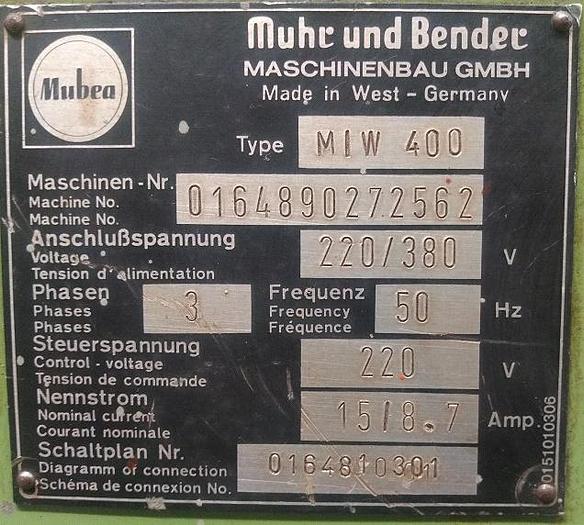 Mubea
Muhr und Bender
MASCHINENBAU GMBH
Made in West - Germany
Type MIW 400
Maschinen - Nr. 0164890272562
Machine No.
Machine No.
Anschlußspannung 220/380 V
Voltage
Tension d'alimentation
Phasen 3 Frequenz 50 Hz
Phases Frequency
Phases Fréquence
Steuerspannung 220 V
Control - voltage
Tension de commande
Nennstrom 15/8.7 Amp.
Nominal current
Courant nominale
Schaltplan Nr.
Diagramm of connection
Schéma de connexion No.